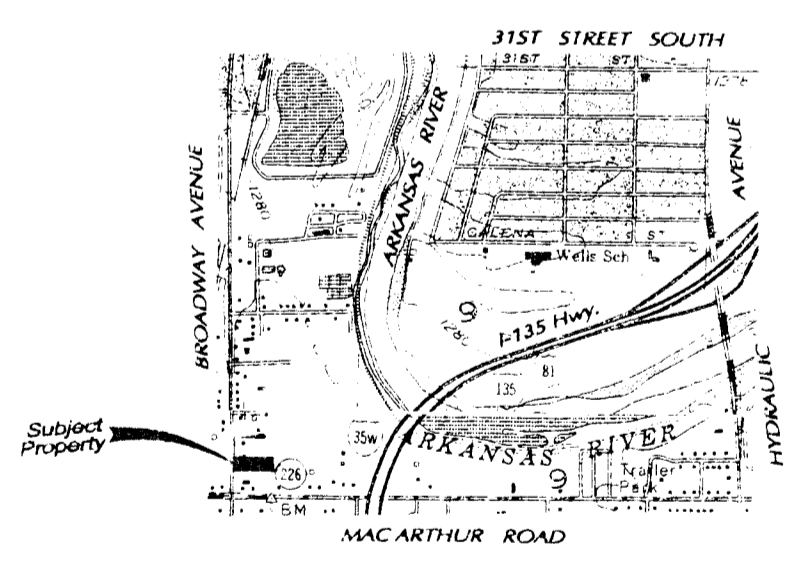 31ST STREET SOUTH
31ST ST
ARKANSAS RIVER
BROADWAY AVENUE
AVENUE
1280
GALENA ST
Wells Sch
1280
I-135 Hwy.
81
135
HYDRAULIC
Subject
Property
35W
ARKANSAS RIVER
226
Trailer
Park
BM
MAC ARTHUR ROAD